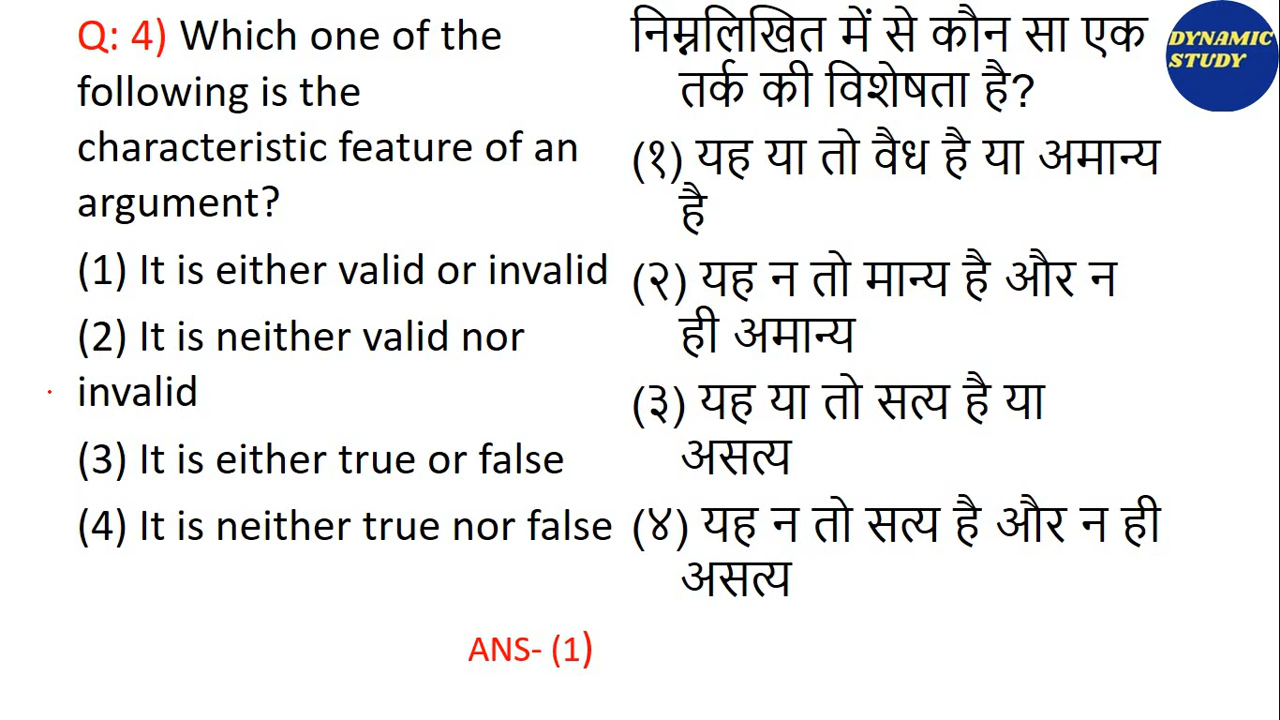 Q: 4) Which one of the
following is the
characteristic feature of an
argument?
(1) It is either valid or invalid
(2) It is neither valid nor
invalid
(3) It is either true or false
(4) It is neither true nor false
निम्नलिखित में से कौन सा एक
तर्क की विशेषता है?
(१) यह या तो वैध है या अमान्य
है
(२) यह न तो मान्य है और न
ही अमान्य
(३) यह या तो सत्य है या
असत्य
(४) यह न तो सत्य है और न ही
असत्य
DYNAMIC
STUDY
ANS- (1)